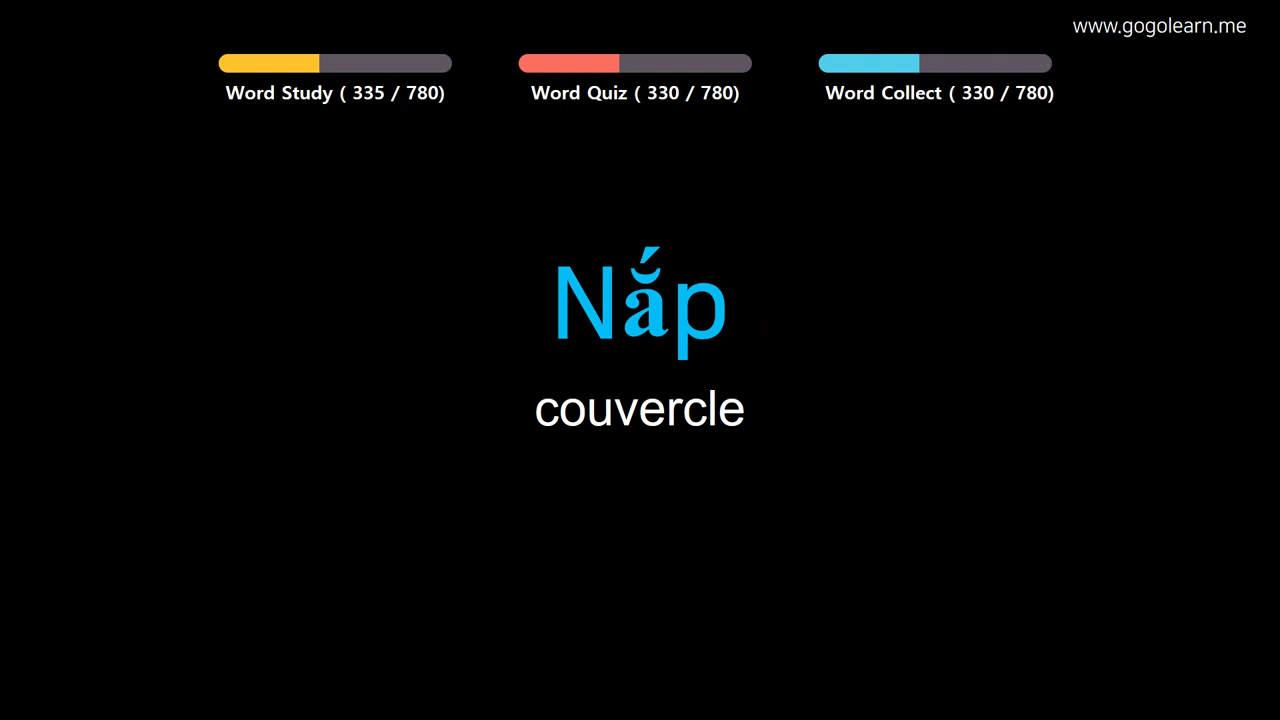 www.gogolearn.me
Word Study ( 335 / 780)
Word Quiz ( 330 / 780)
Word Collect ( 330 / 780)
Nắp
couvercle